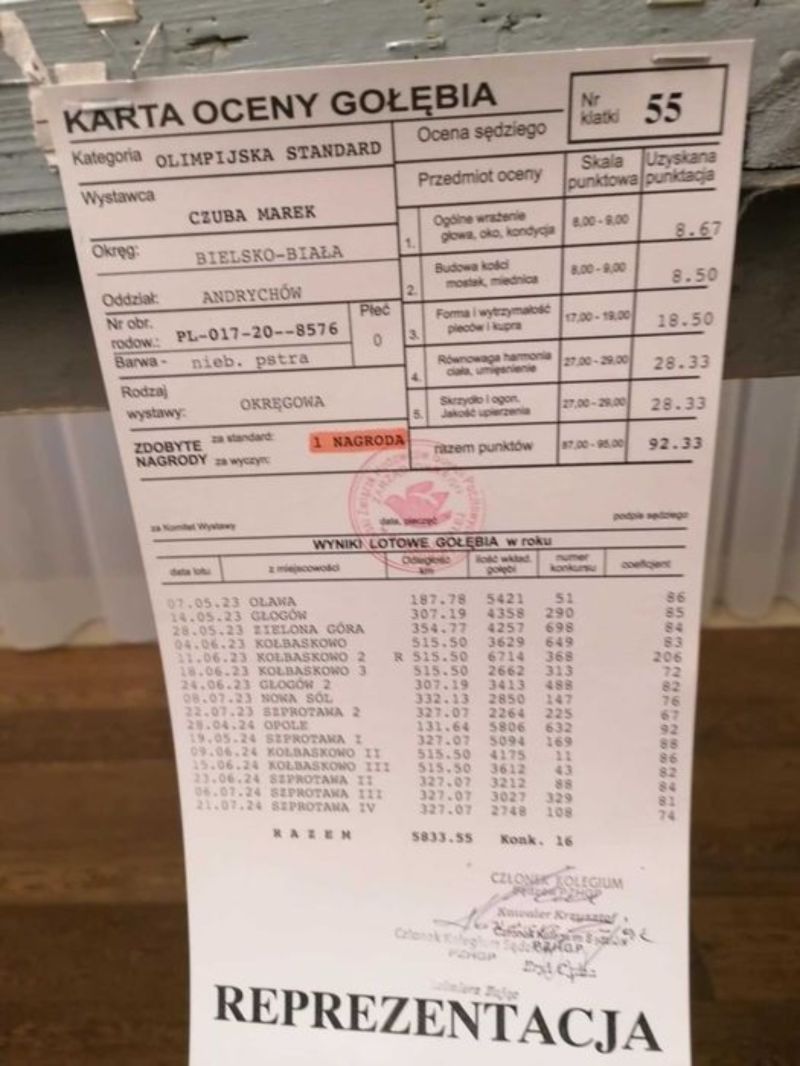 KARTA OCENY GOŁĘBIA
Nr klatki 55
Kategoria OLIMPIJSKA STANDARD
Ocena sędziego
Wystawca
CZUBA MAREK
Przedmiot oceny Skala punktowa Uzyskana punktacja
Okręg: BIELSKO-BIAŁA
1. Ogólne wrażenie głowa, oko, kondycja 8,00-9,00 8.67
Oddział: ANDRYCHÓW
2. Budowa kości mostek, miednica 8,00-9,00 8.50
Nr obr. rodow.: PL-017-20--8576
Płeć 0
3. Forma i wytrzymałość pleców i kupra 17,00-19,00 18.50
Barwa - nieb. pstra
4. Równowaga harmonia ciała, umięśnienie 27,00-29,00 28.33
Rodzaj wystawy: OKRĘGOWA
5. Skrzydło i ogon. Jakość upierzenia 27,00-29,00 28.33
ZDOBYTE NAGRODY za standard: 1 NAGRODA
za wyczyn:
razem punktów 87,00-95,00 92.33
za Komitet Wystawy data, pieczęć podpis sędziego
WYNIKI LOTOWE GOŁĘBIA w roku
data lotu z miejscowości Odległość km ilość wkład. gołębi numer konkursu coeficjent
07.05.23 OŁAWA 187.78 5421 51 86
14.05.23 GŁOGÓW 307.19 4358 290 85
28.05.23 ZIELONA GÓRA 354.77 4257 698 84
04.06.23 KOŁBASKOWO 515.50 3629 649 83
11.06.23 KOŁBASKOWO 2 R 515.50 6714 368 206
18.06.23 KOŁBASKOWO 3 515.50 2662 313 72
24.06.23 GŁOGÓW 2 307.19 3413 488 82
08.07.23 NOWA SÓL 332.13 2850 147 76
22.07.23 SZPROTAWA 2 327.07 2264 225 67
28.04.24 OPOLE 131.64 5806 632 92
19.05.24 SZPROTAWA I 327.07 5094 169 88
09.06.24 KOŁBASKOWO II 515.50 4175 11 86
15.06.24 KOŁBASKOWO III 515.50 3612 43 82
23.06.24 SZPROTAWA II 327.07 3212 88 84
06.07.24 SZPROTAWA III 327.07 3027 329 81
21.07.24 SZPROTAWA IV 327.07 2748 108 74
RAZEM 5833.55 Konk. 16
CZŁONEK KOLEGIUM
Kawaler Krzysztof
Członek Kolegium
PZHGP
REPREZENTACJA